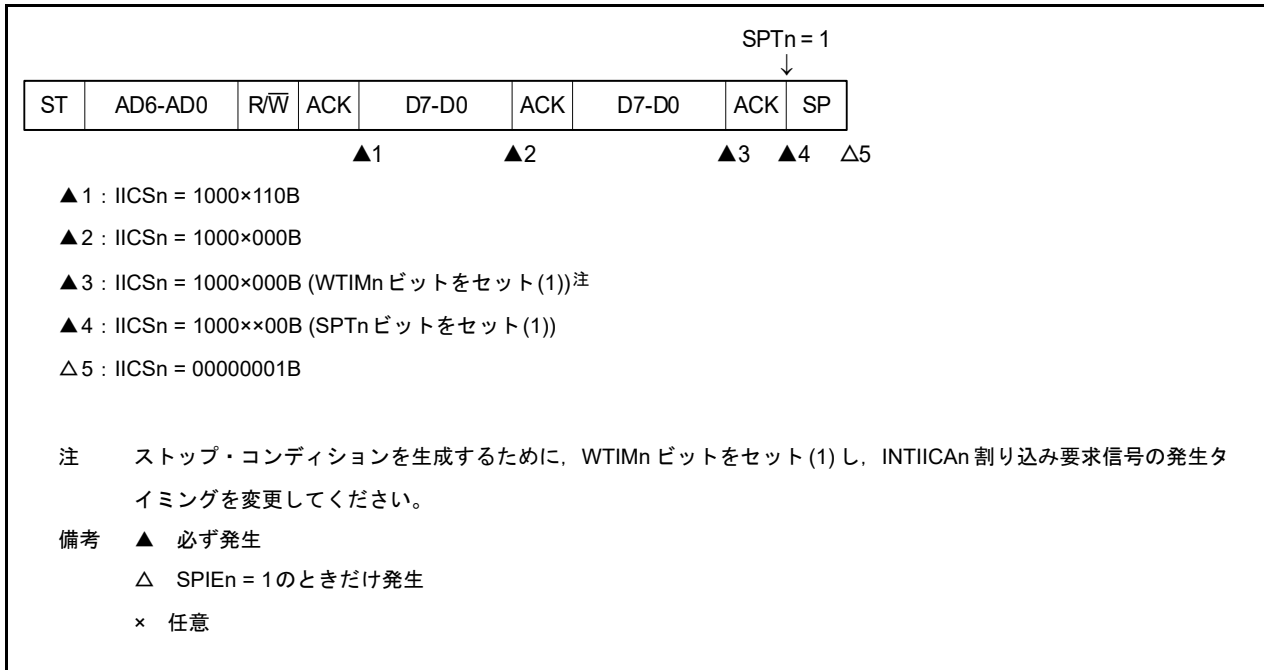 SPTn = 1
↓
ST AD6-AD0 R/W̅ ACK D7-D0 ACK D7-D0 ACK SP
▲1 ▲2 ▲3 ▲4 △5
▲1：IICSn = 1000×110B
▲2：IICSn = 1000×000B
▲3：IICSn = 1000×000B (WTIMnビットをセット(1))注
▲4：IICSn = 1000××00B (SPTnビットをセット(1))
△5：IICSn = 00000001B
注 ストップ・コンディションを生成するために，WTIMnビットをセット(1)し，INTIICAn割り込み要求信号の発生タ
イミングを変更してください。
備考 ▲ 必ず発生
△ SPIEn = 1のときだけ発生
× 任意